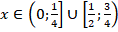 x ∈ (0; 1/4] ∪ [1/2; 3/4)